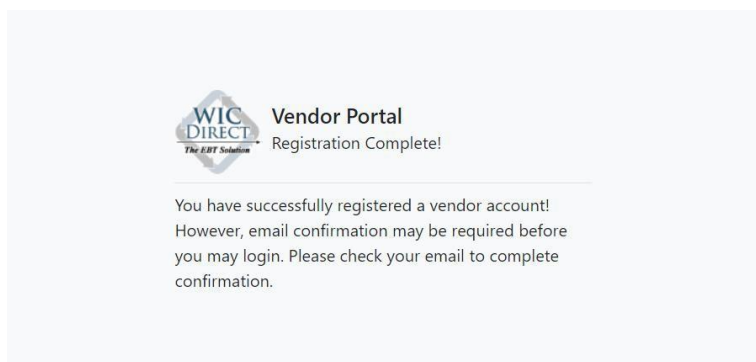 WIC
DIRECT
The EBT Solution
Vendor Portal
Registration Complete!
You have successfully registered a vendor account!
However, email confirmation may be required before
you may login. Please check your email to complete
confirmation.